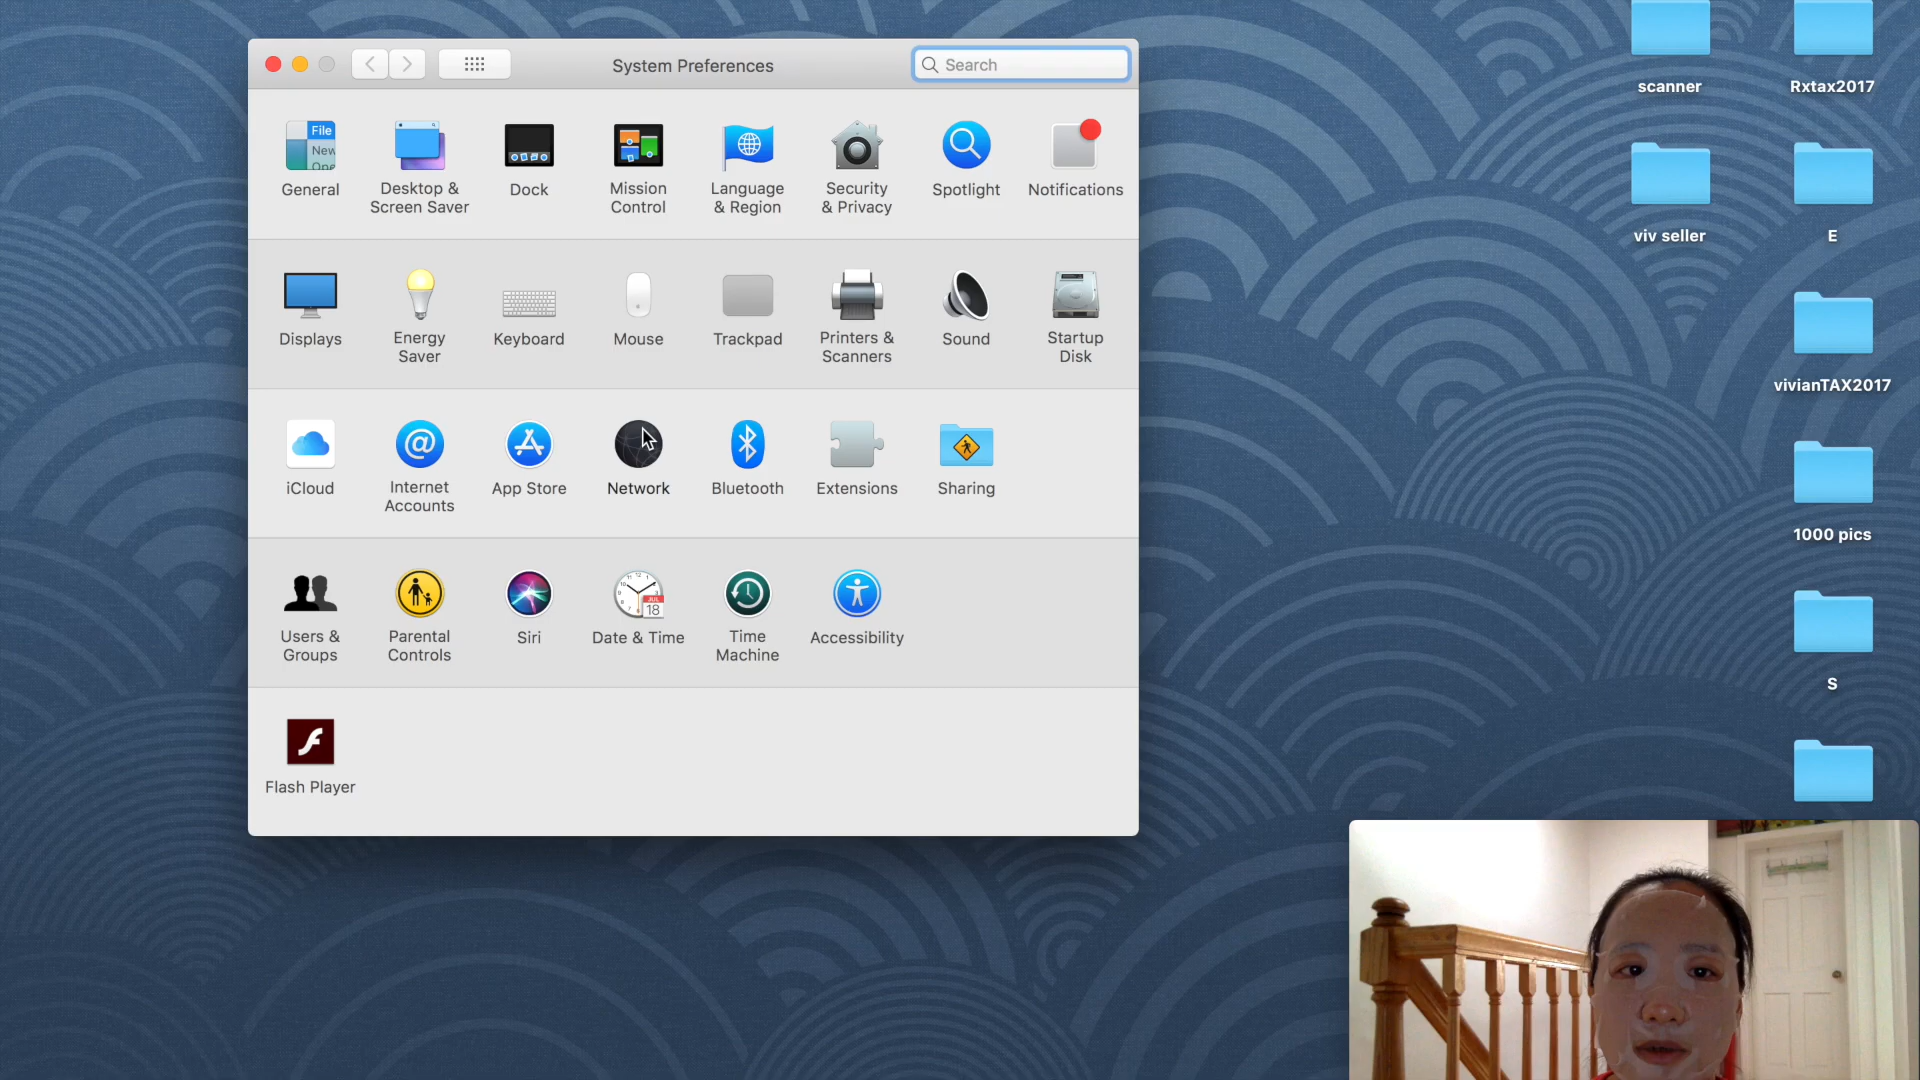 System Preferences
Search
File
New
Ope
General
Desktop &
Screen Saver
Dock
Mission
Control
Language
& Region
Security
& Privacy
Spotlight
Notifications
Displays
Energy
Saver
Keyboard
Mouse
Trackpad
Printers &
Scanners
Sound
Startup
Disk
iCloud
@
Internet
Accounts
App Store
Network
Bluetooth
Extensions
Sharing
Users &
Groups
Parental
Controls
Siri
JUL
18
Date & Time
Time
Machine
Accessibility
Flash Player
scanner
Rxtax2017
viv seller
E
vivianTAX2017
1000 pics
S